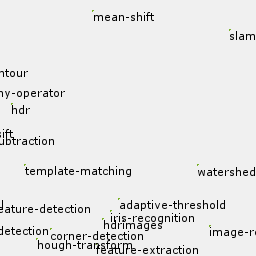 mean-shift
slam
ntour
ny-operator
hdr
sift
ubtraction
template-matching
watershed
adaptive-threshold
eature-detection
iris-recognition
hdrimages
image-re
detection
corner-detection
hough-transform
feature-extraction